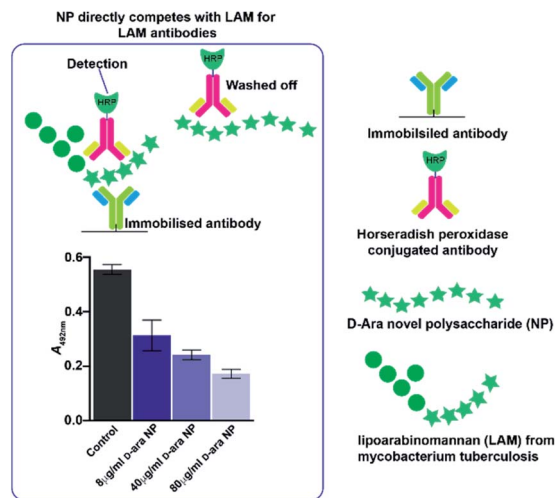 NP directly competes with LAM for
LAM antibodies
HRP
Detection
HRP
Washed off
Immobilised antibody
0.6
0.4
0.2
0.0
A492nm
Control
8µg/ml D-ara NP
40µg/ml D-ara NP
80µg/ml D-ara NP
Immobilsiled antibody
HRP
Horseradish peroxidase
conjugated antibody
D-Ara novel polysaccharide (NP)
lipoarabinomannan (LAM) from
mycobacterium tuberculosis